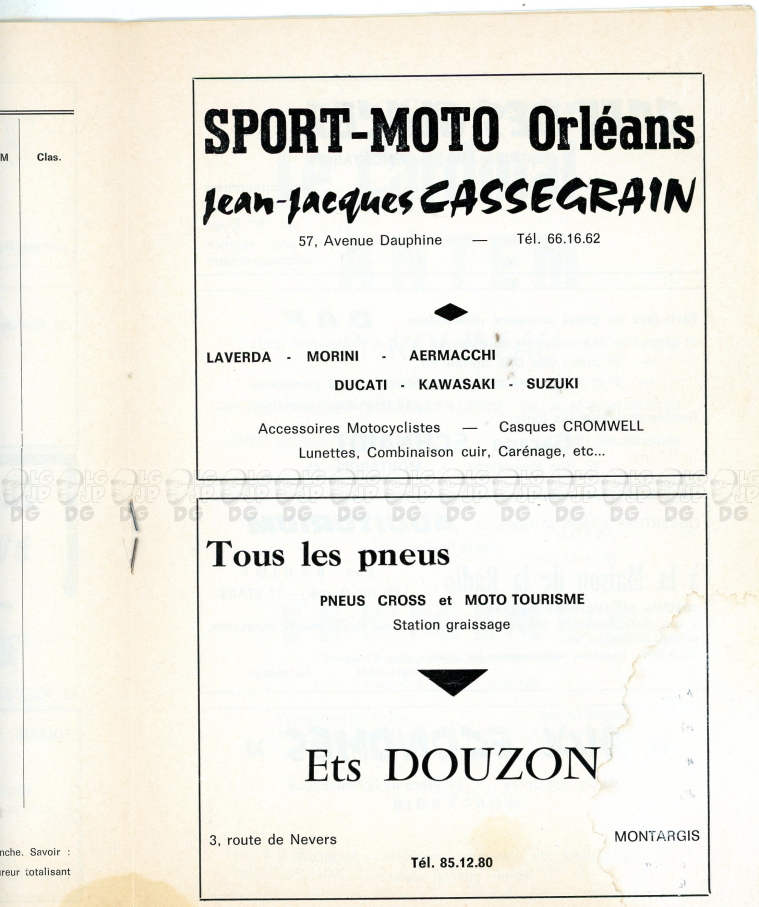 M Clas.
SPORT-MOTO Orléans
Jean-Jacques CASSEGRAIN
57, Avenue Dauphine — Tél. 66.16.62
LAVERDA - MORINI - AERMACCHI
DUCATI - KAWASAKI - SUZUKI
Accessoires Motocyclistes — Casques CROMWELL
Lunettes, Combinaison cuir, Carénage, etc...
Tous les pneus
PNEUS CROSS et MOTO TOURISME
Station graissage
Ets DOUZON
3, route de Nevers MONTARGIS
Tél. 85.12.80
nche. Savoir :
reur totalisant